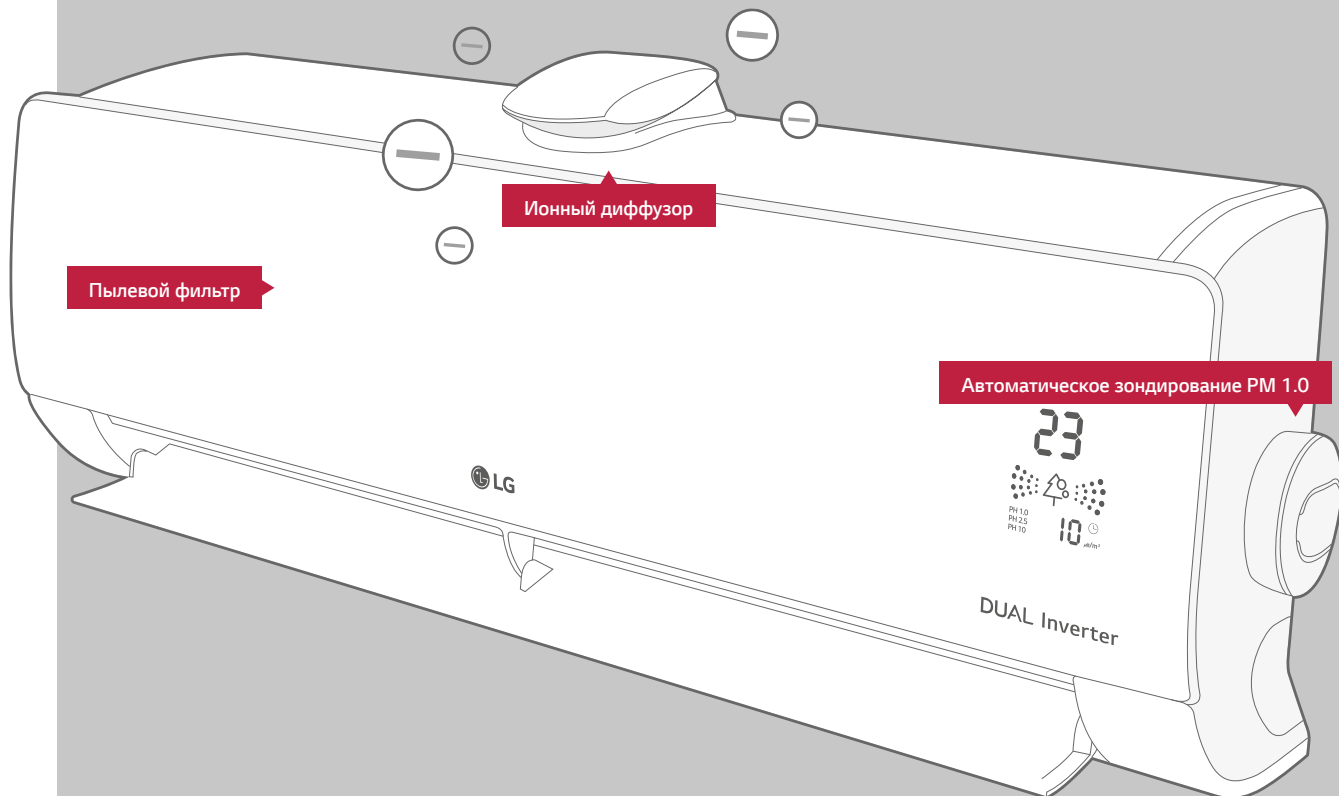 Ионный диффузор
Пылевой фильтр
Автоматическое зондирование PM 1.0
23
PH 1.0
PH 2.5
PH 10
10
LG
DUAL Inverter